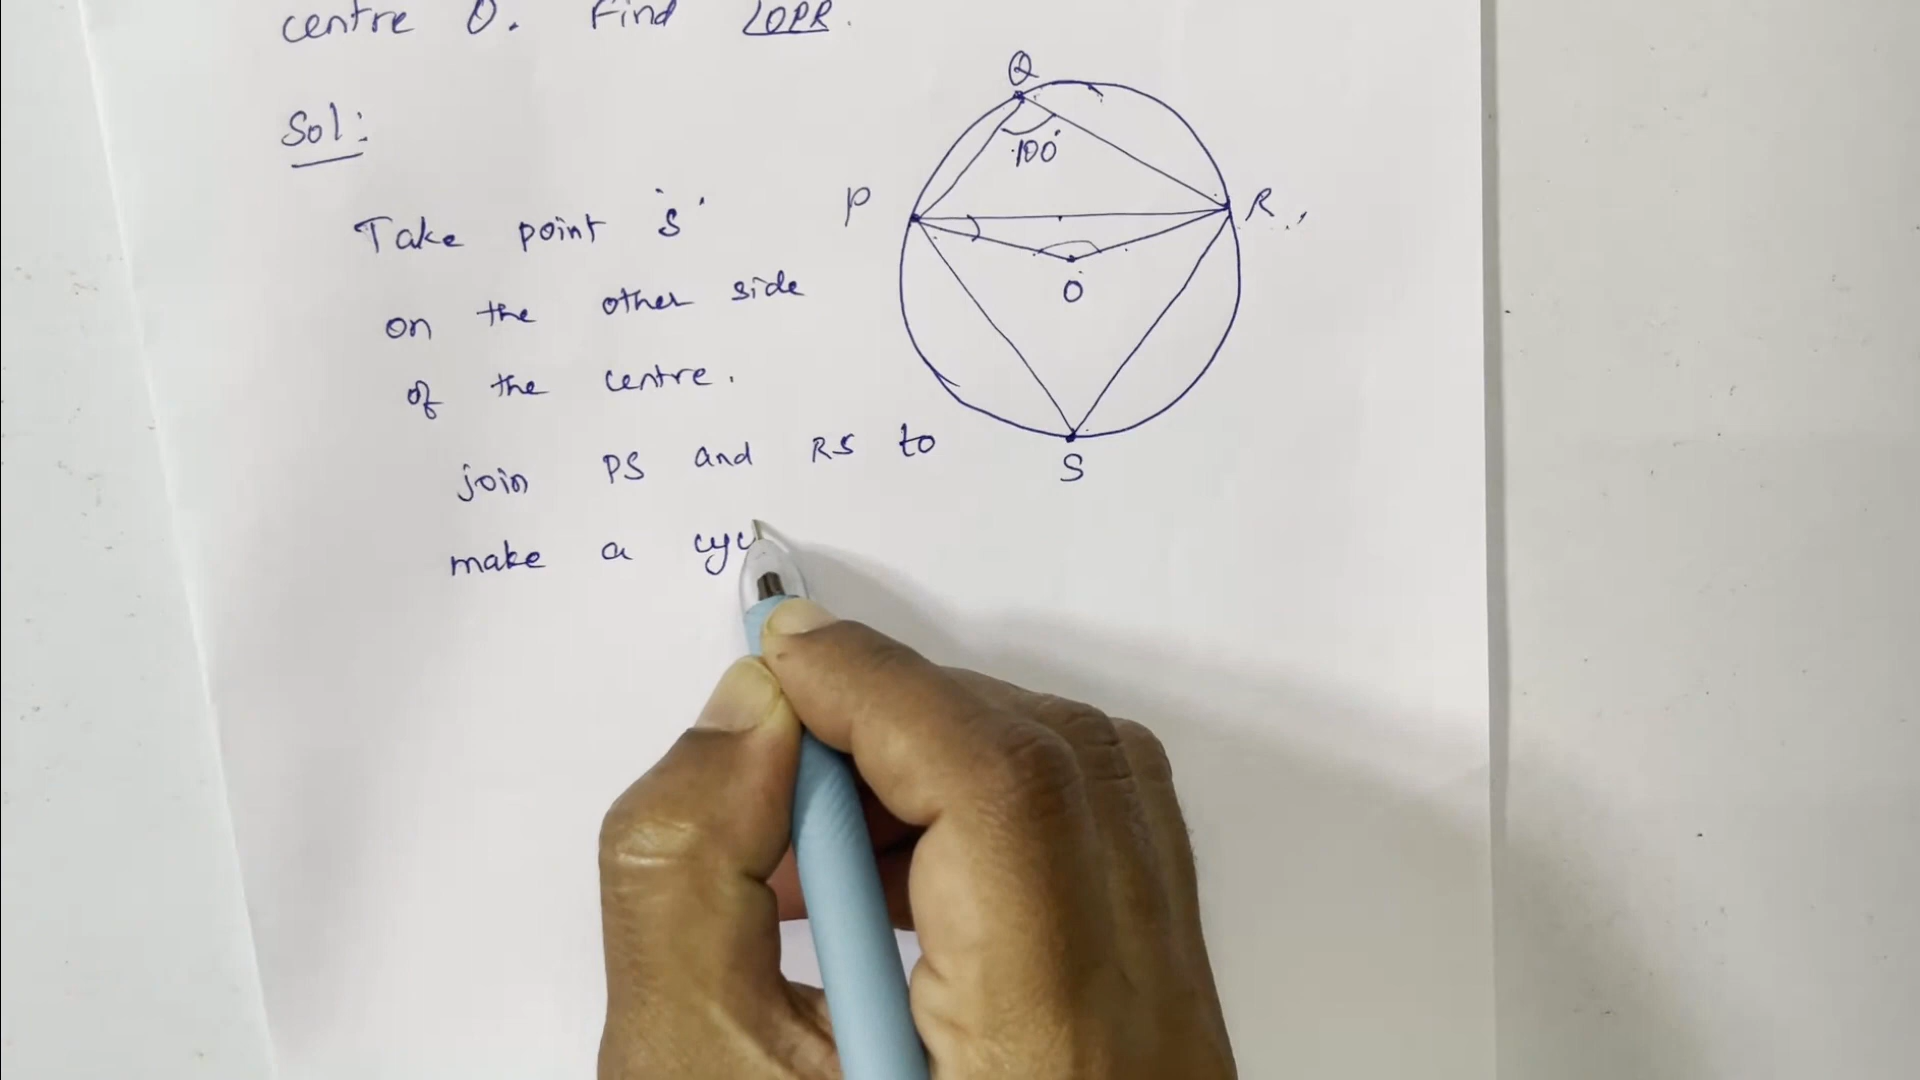 centre O. Find ∠OPR.
Sol:
Take point 'S'
on the other side
of the centre.
join PS and RS to
make a cyc
Q
100°
P
R
O
S